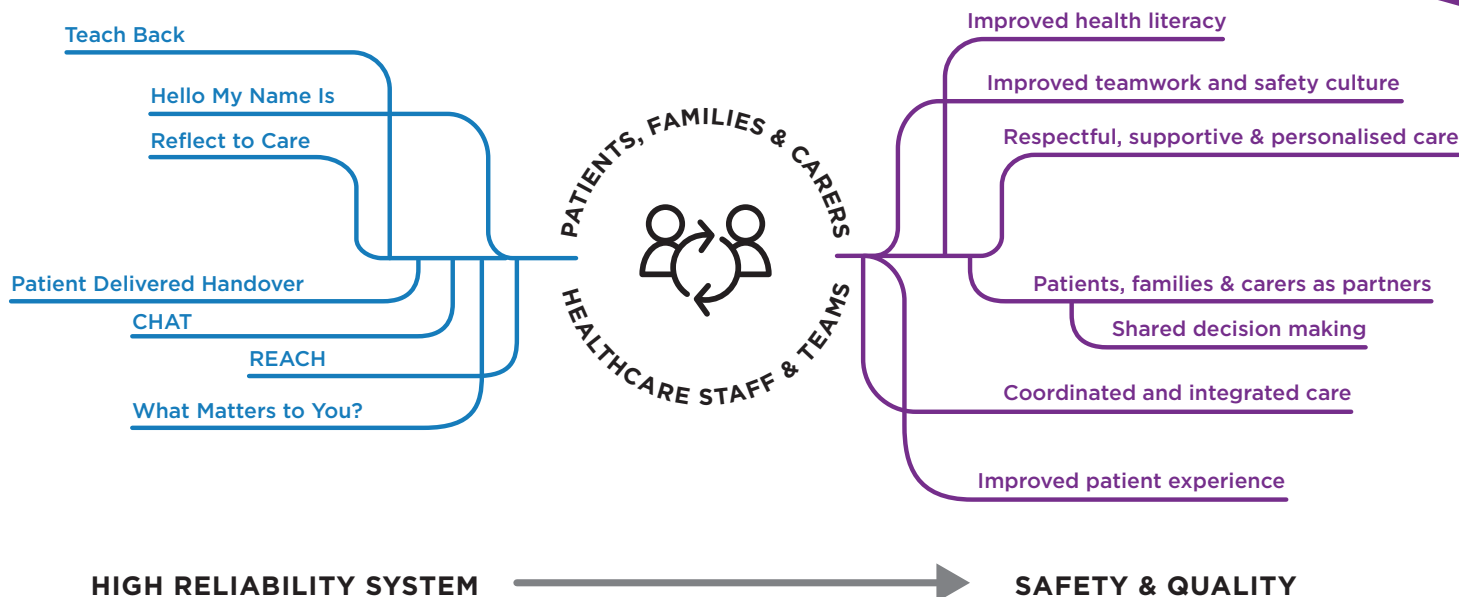 Teach Back
Hello My Name Is
Reflect to Care
Patient Delivered Handover
CHAT
REACH
What Matters to You?
PATIENTS, FAMILIES & CARERS
HEALTHCARE STAFF & TEAMS
Improved health literacy
Improved teamwork and safety culture
Respectful, supportive & personalised care
Patients, families & carers as partners
Shared decision making
Coordinated and integrated care
Improved patient experience
HIGH RELIABILITY SYSTEM
SAFETY & QUALITY